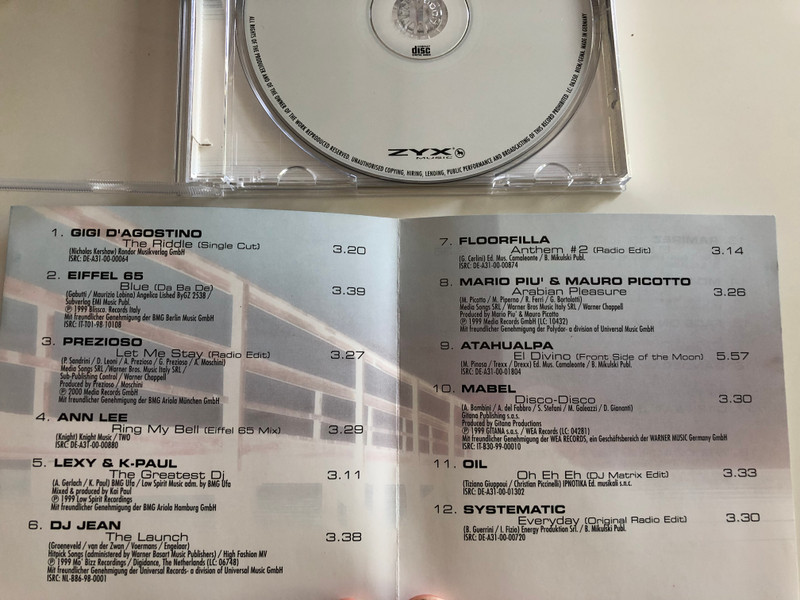 disc
ALL RIGHTS OF THE PRODUCER AND OF THE OWNER OF THE WORK REPRODUCED RESERVED. UNAUTHORISED COPYING, HIRING, LENDING, PUBLIC PERFORMANCE AND BROADCASTING OF THIS RECORD PROHIBITED. MADE IN GERMANY
ZYX
MUSIC
1. GIGI D'AGOSTINO
The Riddle (Single Cut) 3.20
(Nicholas Kershaw) Rondor Musikverlag GmbH
ISRC: DE-A31-00-00064
2. EIFFEL 65
Blue (Da Ba De) 3.39
(Gabutti / Maurizio Lobina) Angelica Lished ByGZ 2538 /
Subverlag EMI Music Publ.
℗ 1999 Blissco. Records Italy
Mit freundlicher Genehmigung der BMG Berlin Music GmbH
ISRC: IT-T01-98 10108
3. PREZIOSO
Let Me Stay (Radio Edit) 3.27
(P. Sandrini / D. Leoni / A. Prezioso / G. Prezioso / A. Moschini)
Media Songs SRL /Warner Bros. Music Italy SRL /
Sub-Publishing Control / Warner Chappell
Produced by Prezioso / Moschini
℗ 2000 Media Records GmbH
Mit freundlicher Genehmigung der BMG Ariola München GmbH
4. ANN LEE
Ring My Bell (Eiffel 65 Mix) 3.29
(Knight) Knight Music / TWO
ISRC: DE-A31-00-00880
5. LEXY & K-PAUL
The Greatest Dj 3.11
(A. Gerlach / K. Paul) BMG Ufa / Low Spirit Music adm. by BMG Ufa
Mixed & produced by Kai Paul
℗ 1999 Low Spirit Recordings
Mit freundlicher Genehmigung der BMG Ariola Hamburg GmbH
6. DJ JEAN
The Launch 3.38
(Groeneveld / van der Zwan / Voermans / Engelaar)
Hitpick Songs (administered by Warner Basart Music Publishers) / High Fashion MV
℗ 1999 Mo' Bizz Recordings / Digidance, The Netherlands (LC: 06748)
Mit freundlicher Genehmigung der Universal Records- a division of Universal Music GmbH
ISRC: NL-B86-98-0001
7. FLOORFILLA
Anthem #2 (Radio Edit) 3.14
(G. Cerlini) Ed. Mus. Camaleonte / B. Mikulski Publ.
ISRC: DE-A31-00-00874
8. MARIO PIU' & MAURO PICOTTO
Arabian Pleasure 3.26
(M. Picotto / M. Piperno / R. Ferri / G. Bortolotti)
Media Songs SRL / Warner Bros Music Italy SRL / Warner Chappell
Produced by Mario Piu' & Mauro Picotto
℗ 1999 Media Records GmbH (LC: 10432)
Mit freundlicher Genehmigung der Polydor- a division of Universal Music GmbH
9. ATAHUALPA
El Divino (Front Side of the Moon) 5.57
(M. Pinosa / Trexx / Drexx) Ed. Mus. Camaleonte / B. Mikulski Publ.
ISRC: DE-A31-00-01804
10. MABEL
Disco-Disco 3.30
(A. Bambini / A. del Fabbro / S. Stefani / M. Galeazzi / D. Gianonti)
Gitana Publishing s.a.s.
Produced by Gitana Productions
℗ 1999 GITANA s.a.s. / WEA Records (LC: 04281)
Mit freundlicher Genehmigung der WEA RECORDS, ein Geschäftsbereich der WARNER MUSIC Germany GmbH
ISRC: IT-B30-99-00010
11. OIL
Oh Eh Eh (DJ Matrix Edit) 3.33
(Tiziano Giuppoui / Christian Piccinelli) IPNOTIKA Ed. musikali s.n.c.
ISRC: DE-A31-00-01302
12. SYSTEMATIC
Everyday (Original Radio Edit) 3.30
(B. Guerrini / I. Fizio) Energy Produktion Srl. / B. Mikulski Publ.
ISRC: DE-A31-00-00720